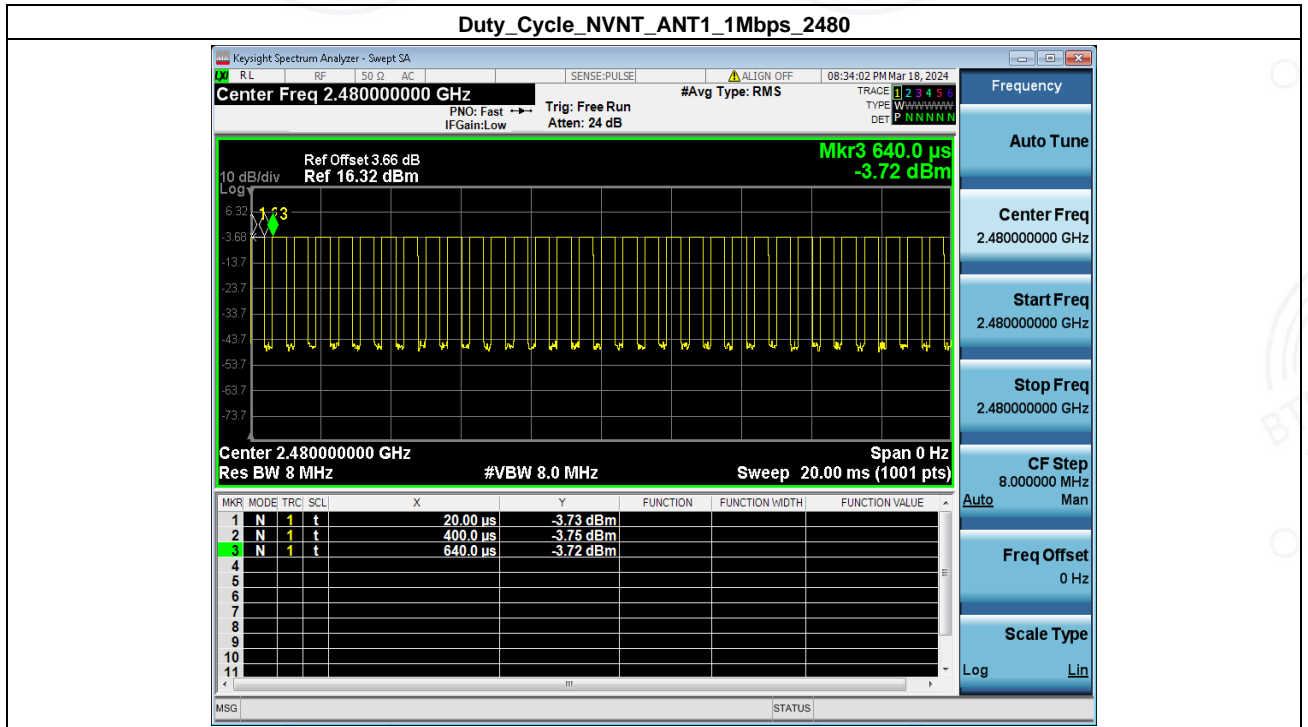 Duty_Cycle_NVNT_ANT1_1Mbps_2480
Keysight Spectrum Analyzer - Swept SA
LXI RL RF 50 Ω AC SENSE:PULSE ALIGN OFF 08:34:02 PM Mar 18, 2024
Center Freq 2.480000000 GHz #Avg Type: RMS TRACE 1 2 3 4 5 6
PNO: Fast Trig: Free Run TYPE WWWWWW
IFGain:Low Atten: 24 dB DET P N N N N N
Mkr3 640.0 µs
-3.72 dBm
Ref Offset 3.66 dB
10 dB/div Ref 16.32 dBm
Log
6.32
1 2 3
-3.68
-13.7
-23.7
-33.7
-43.7
-53.7
-63.7
-73.7
Center 2.480000000 GHz Span 0 Hz
Res BW 8 MHz #VBW 8.0 MHz Sweep 20.00 ms (1001 pts)
MKR MODE TRC SCL X Y FUNCTION FUNCTION WIDTH FUNCTION VALUE
1 N 1 t 20.00 µs -3.73 dBm
2 N 1 t 400.0 µs -3.75 dBm
3 N 1 t 640.0 µs -3.72 dBm
4
5
6
7
8
9
10
11
MSG STATUS
Frequency
Auto Tune
Center Freq
2.480000000 GHz
Start Freq
2.480000000 GHz
Stop Freq
2.480000000 GHz
CF Step
8.000000 MHz
Auto Man
Freq Offset
0 Hz
Scale Type
Log Lin